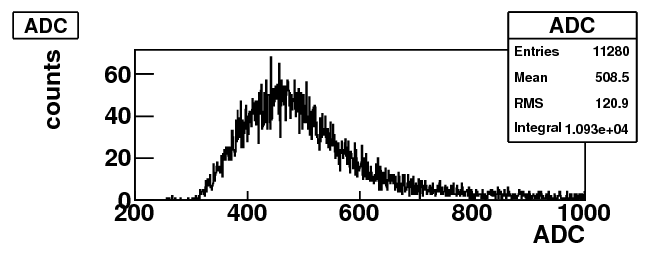 ADC
ADC
Entries 11280
Mean 508.5
RMS 120.9
Integral 1.093e+04
counts
60
40
20
0
200 400 600 800 1000
ADC